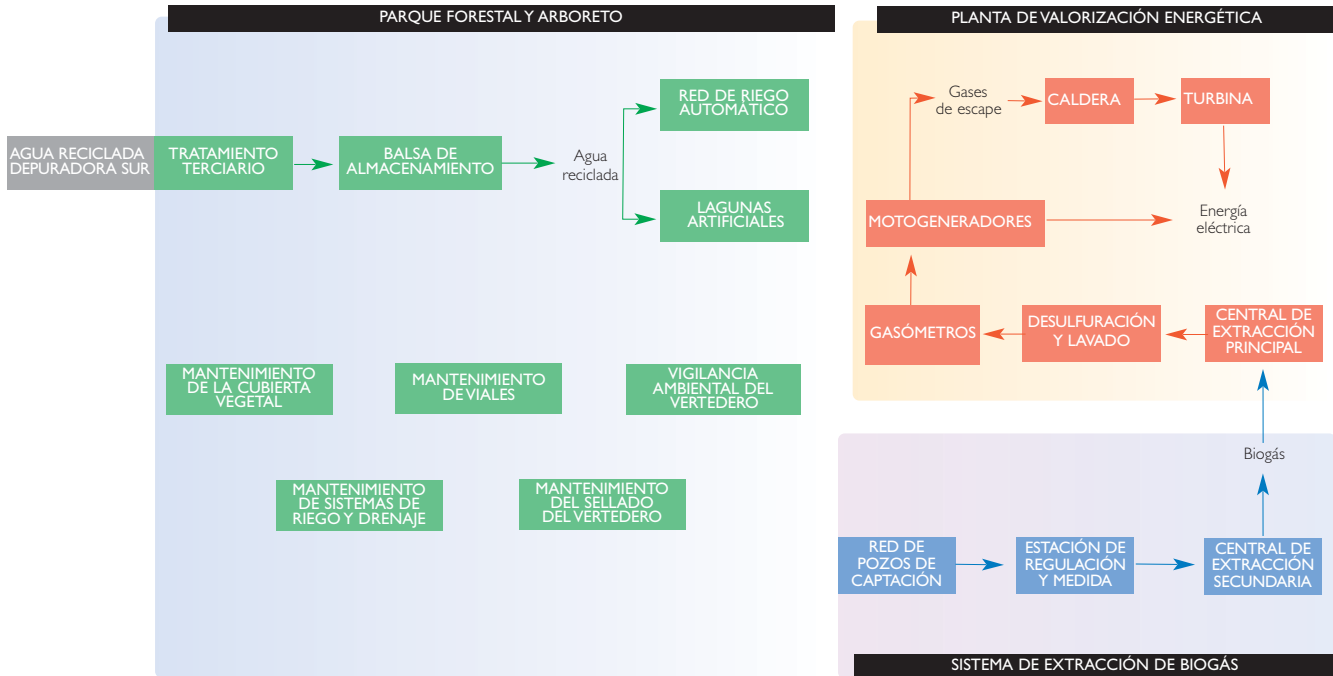 PARQUE FORESTAL Y ARBORETO
AGUA RECICLADA
DEPURADORA SUR
TRATAMIENTO
TERCIARIO
BALSA DE
ALMACENAMIENTO
Agua
reciclada
RED DE RIEGO
AUTOMÁTICO
LAGUNAS
ARTIFICIALES
MANTENIMIENTO
DE LA CUBIERTA
VEGETAL
MANTENIMIENTO
DE VIALES
VIGILANCIA
AMBIENTAL DEL
VERTEDERO
MANTENIMIENTO
DE SISTEMAS DE
RIEGO Y DRENAJE
MANTENIMIENTO
DEL SELLADO
DEL VERTEDERO
PLANTA DE VALORIZACIÓN ENERGÉTICA
Gases
de escape
CALDERA
TURBINA
MOTOGENERADORES
Energía
eléctrica
GASÓMETROS
DESULFURACIÓN
Y LAVADO
CENTRAL DE
EXTRACCIÓN
PRINCIPAL
Biogás
RED DE
POZOS DE
CAPTACIÓN
ESTACIÓN DE
REGULACIÓN
Y MEDIDA
CENTRAL DE
EXTRACCIÓN
SECUNDARIA
SISTEMA DE EXTRACCIÓN DE BIOGÁS